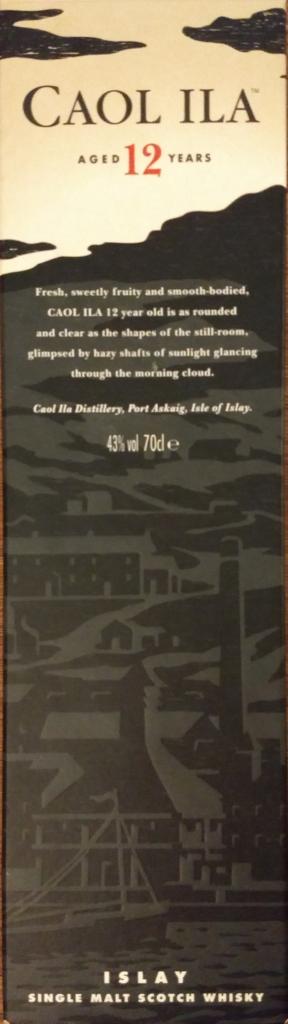 CAOL ILA™
AGED 12 YEARS
Fresh, sweetly fruity and smooth-bodied,
CAOL ILA 12 year old is as rounded
and clear as the shapes of the still-room,
glimpsed by hazy shafts of sunlight glancing
through the morning cloud.
Caol Ila Distillery, Port Askaig, Isle of Islay.
43% vol 70cl ℮
ISLAY
SINGLE MALT SCOTCH WHISKY